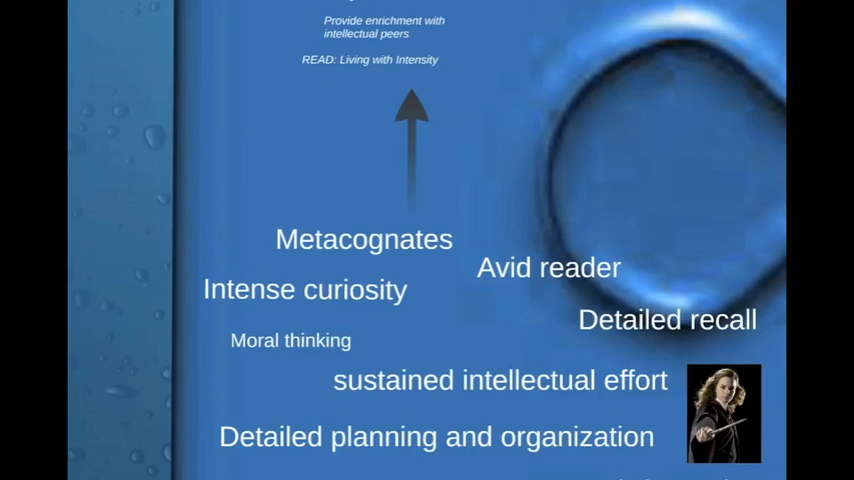 Provide enrichment with
intellectual peers
READ: Living with Intensity
Metacognates
Avid reader
Intense curiosity
Detailed recall
Moral thinking
sustained intellectual effort
Detailed planning and organization